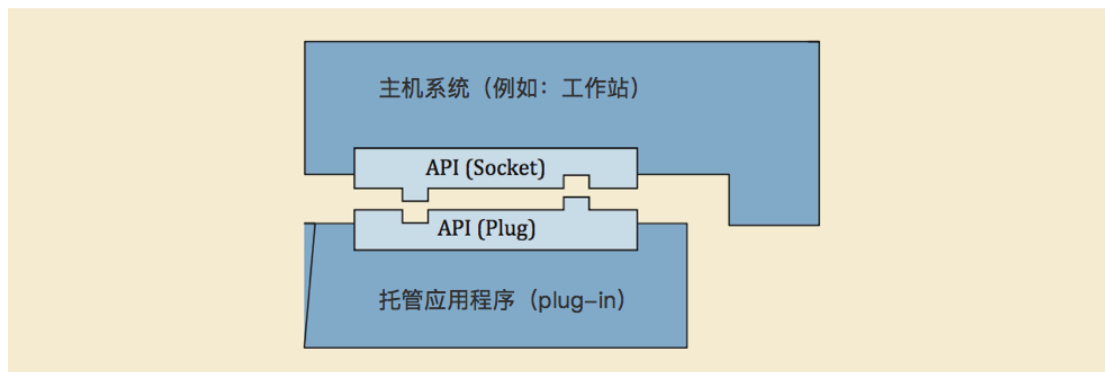 主机系统（例如：工作站）
API (Socket)
API (Plug)
托管应用程序（plug-in）